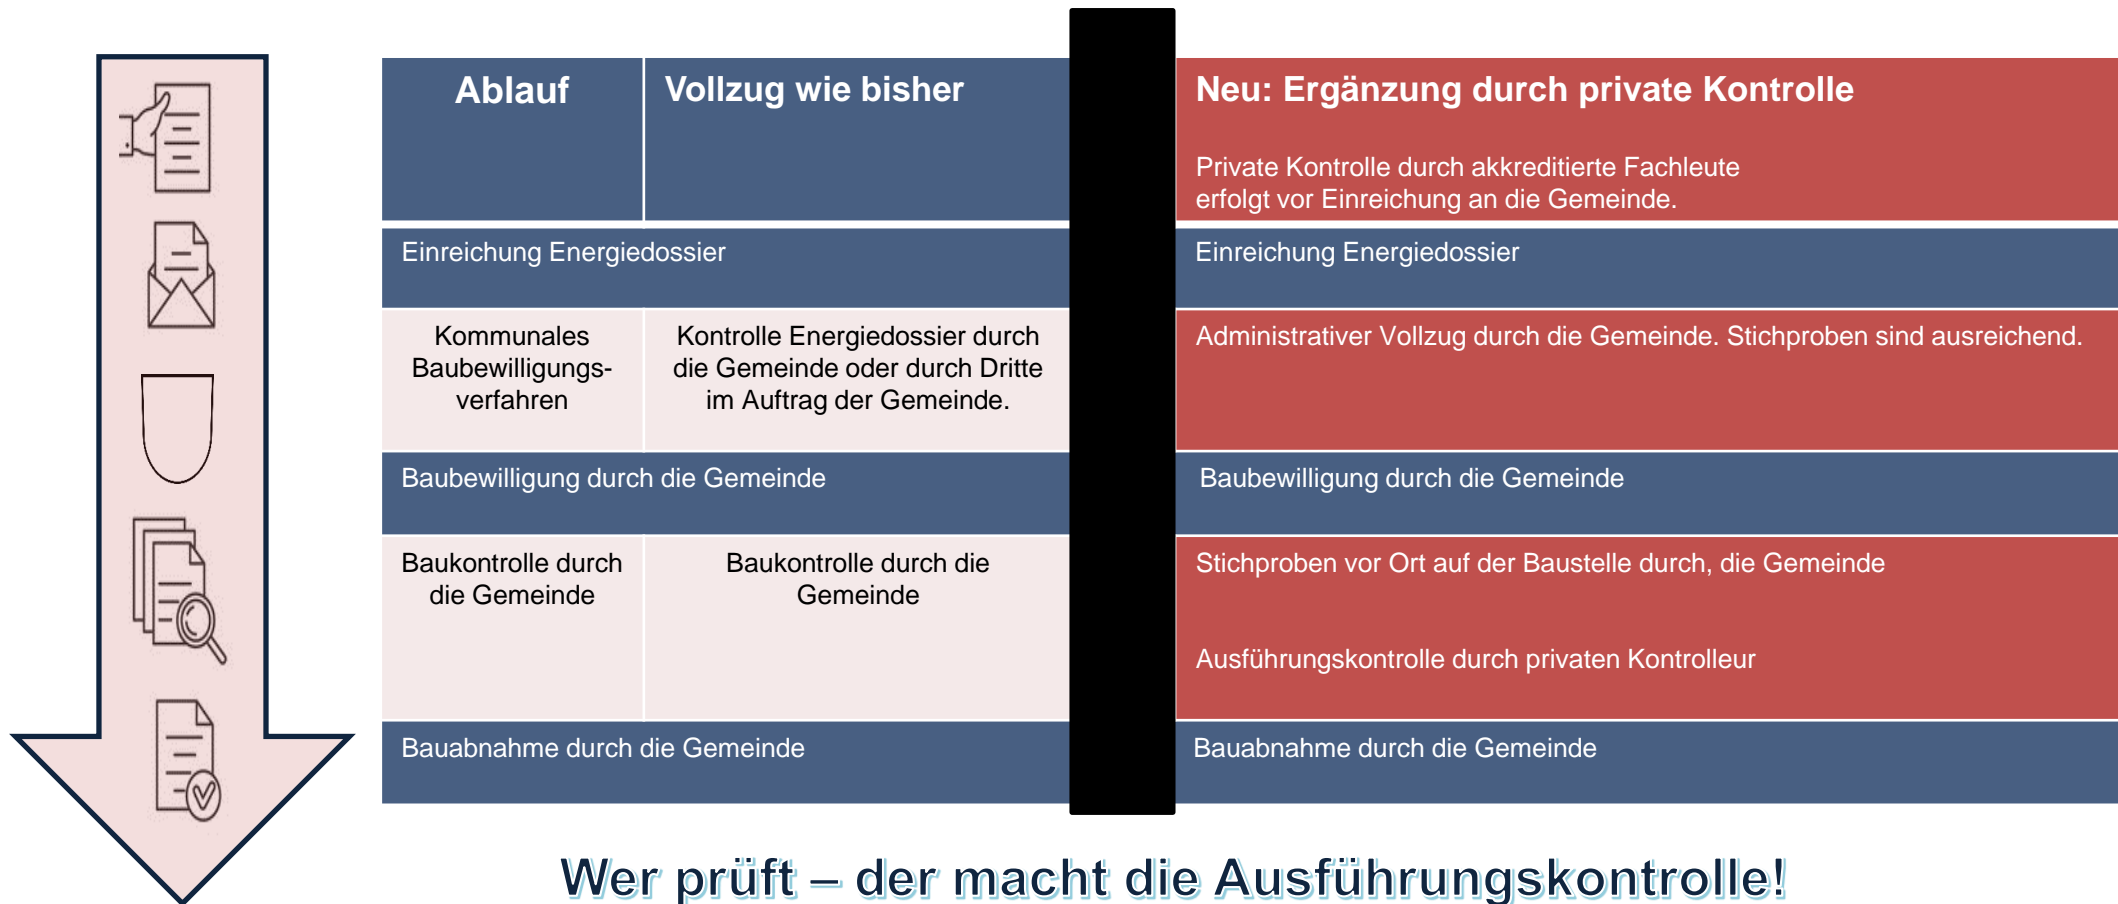 Ablauf
Vollzug wie bisher
Neu: Ergänzung durch private Kontrolle
Private Kontrolle durch akkreditierte Fachleute
erfolgt vor Einreichung an die Gemeinde.
Einreichung Energiedossier
Einreichung Energiedossier
Kommunales
Baubewilligungs-
verfahren
Kontrolle Energiedossier durch
die Gemeinde oder durch Dritte
im Auftrag der Gemeinde.
Administrativer Vollzug durch die Gemeinde. Stichproben sind ausreichend.
Baubewilligung durch die Gemeinde
Baubewilligung durch die Gemeinde
Baukontrolle durch
die Gemeinde
Baukontrolle durch die
Gemeinde
Stichproben vor Ort auf der Baustelle durch, die Gemeinde
Ausführungskontrolle durch privaten Kontrolleur
Bauabnahme durch die Gemeinde
Bauabnahme durch die Gemeinde
Wer prüft – der macht die Ausführungskontrolle!